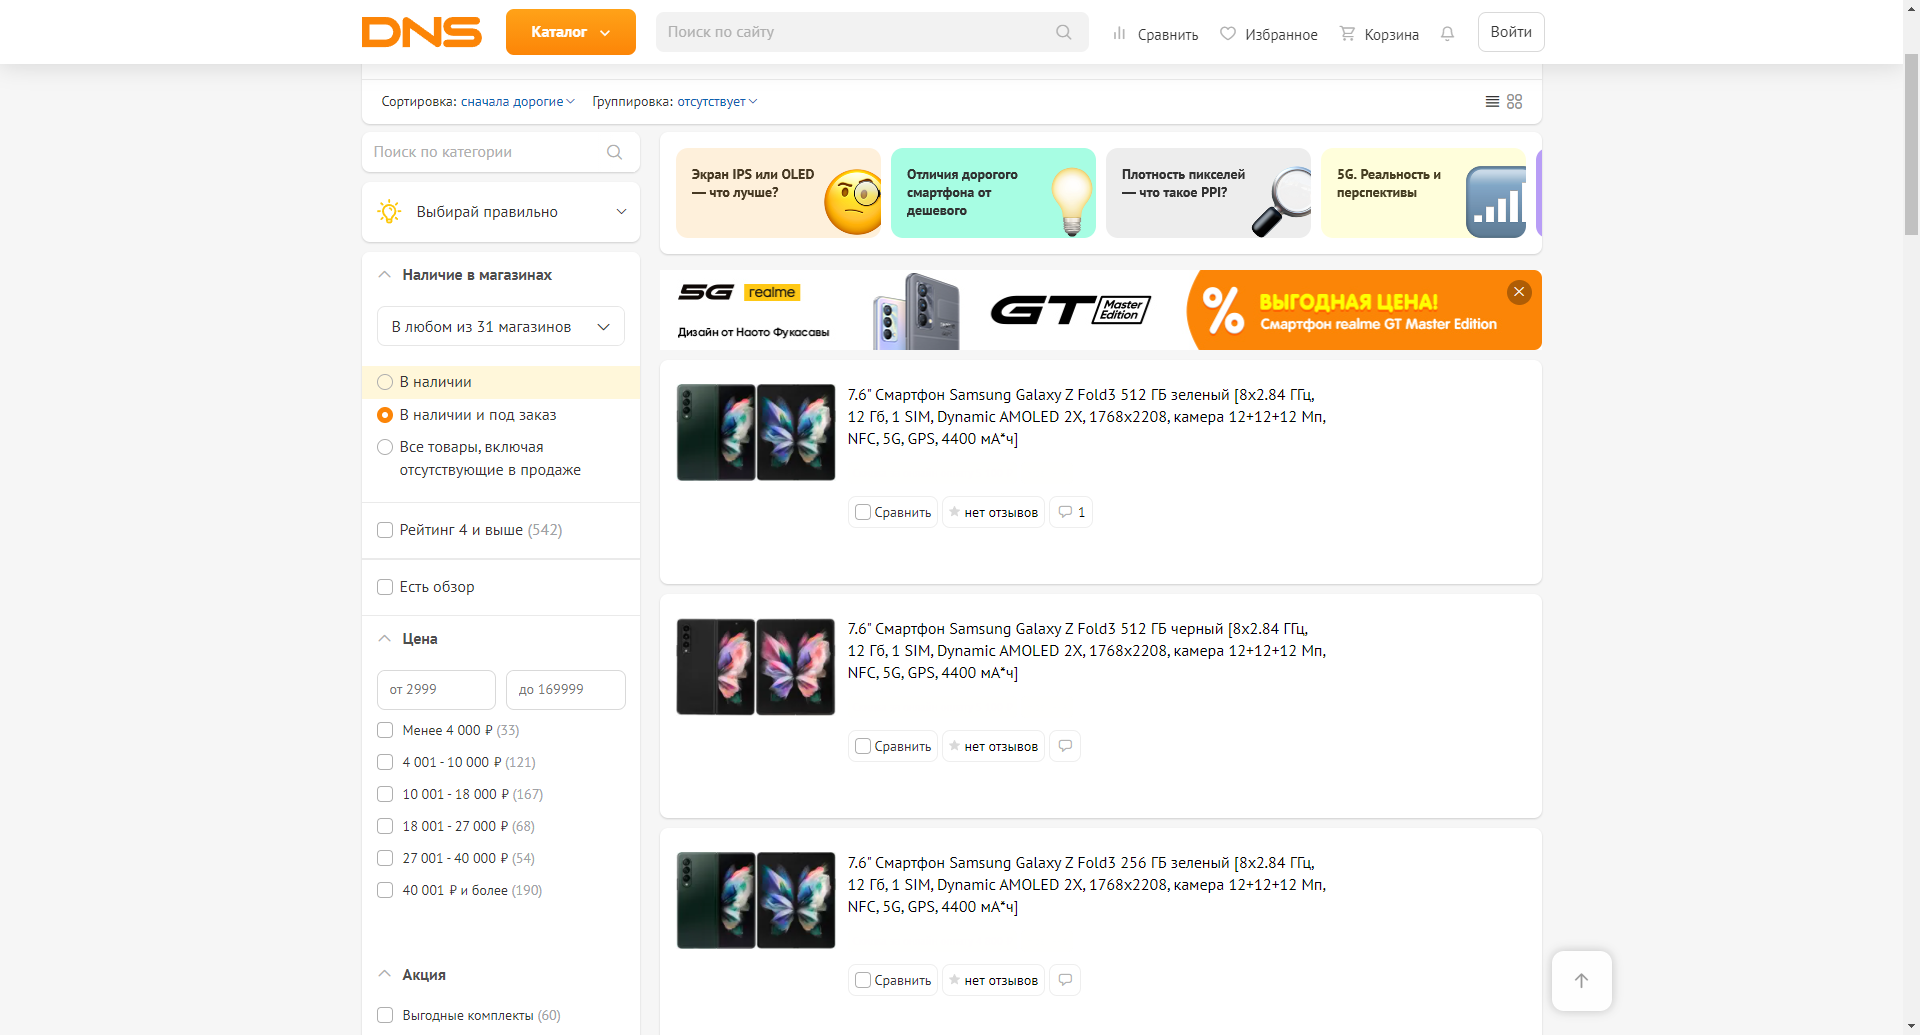 DNS
Каталог
Поиск по сайту
Сравнить
Избранное
Корзина
Войти
Сортировка: сначала дорогие
Группировка: отсутствует
Поиск по категории
Выбирай правильно
Наличие в магазинах
В любом из 31 магазинов
В наличии
В наличии и под заказ
Все товары, включая
отсутствующие в продаже
Рейтинг 4 и выше (542)
Есть обзор
Цена
от 2999
до 169999
Менее 4 000 ₽ (33)
4 001 - 10 000 ₽ (121)
10 001 - 18 000 ₽ (167)
18 001 - 27 000 ₽ (68)
27 001 - 40 000 ₽ (54)
40 001 ₽ и более (190)
Акция
Выгодные комплекты (60)
Экран IPS или OLED
— что лучше?
Отличия дорогого
смартфона от
дешевого
Плотность пикселей
— что такое PPI?
5G. Реальность и
перспективы
5G realme
Дизайн от Наото Фукасавы
GT Master
Edition
% ВЫГОДНАЯ ЦЕНА!
Смартфон realme GT Master Edition
7.6" Смартфон Samsung Galaxy Z Fold3 512 ГБ зеленый [8x2.84 ГГц,
12 Гб, 1 SIM, Dynamic AMOLED 2X, 1768x2208, камера 12+12+12 Мп,
NFC, 5G, GPS, 4400 мА*ч]
Сравнить
нет отзывов
1
7.6" Смартфон Samsung Galaxy Z Fold3 512 ГБ черный [8x2.84 ГГц,
12 Гб, 1 SIM, Dynamic AMOLED 2X, 1768x2208, камера 12+12+12 Мп,
NFC, 5G, GPS, 4400 мА*ч]
Сравнить
нет отзывов
7.6" Смартфон Samsung Galaxy Z Fold3 256 ГБ зеленый [8x2.84 ГГц,
12 Гб, 1 SIM, Dynamic AMOLED 2X, 1768x2208, камера 12+12+12 Мп,
NFC, 5G, GPS, 4400 мА*ч]
Сравнить
нет отзывов